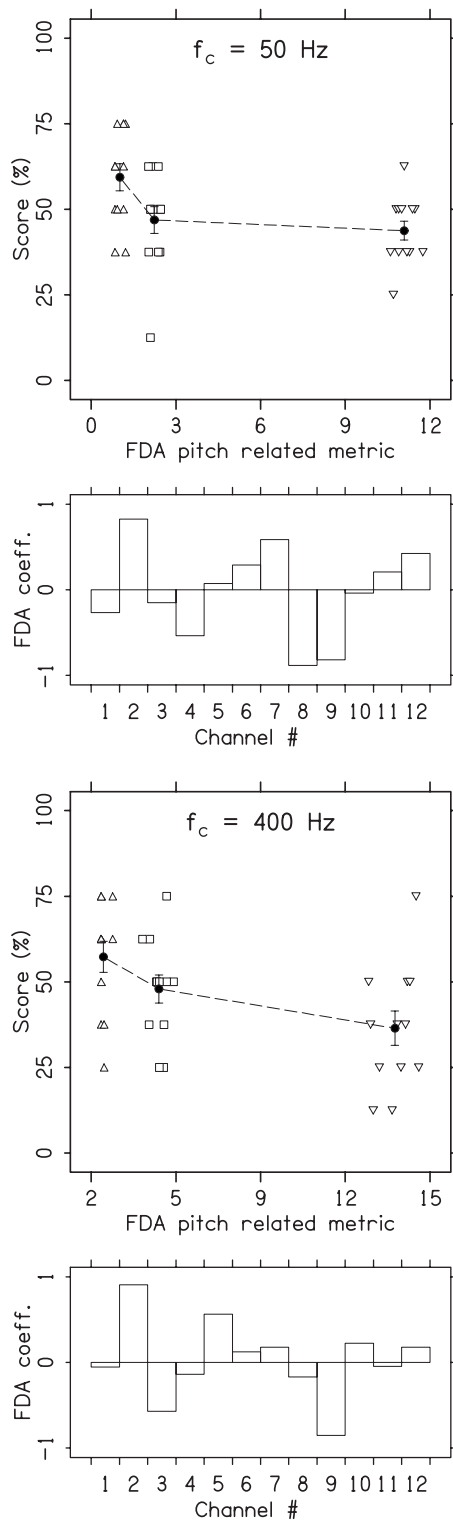 f_c = 50 Hz
100
75
50
25
0
Score (%)
0 3 6 9 12
FDA pitch related metric
1
0
−1
FDA coeff.
1 2 3 4 5 6 7 8 9 10 11 12
Channel #
f_c = 400 Hz
100
75
50
25
0
Score (%)
2 5 9 12 15
FDA pitch related metric
1
0
−1
FDA coeff.
1 2 3 4 5 6 7 8 9 10 11 12
Channel #